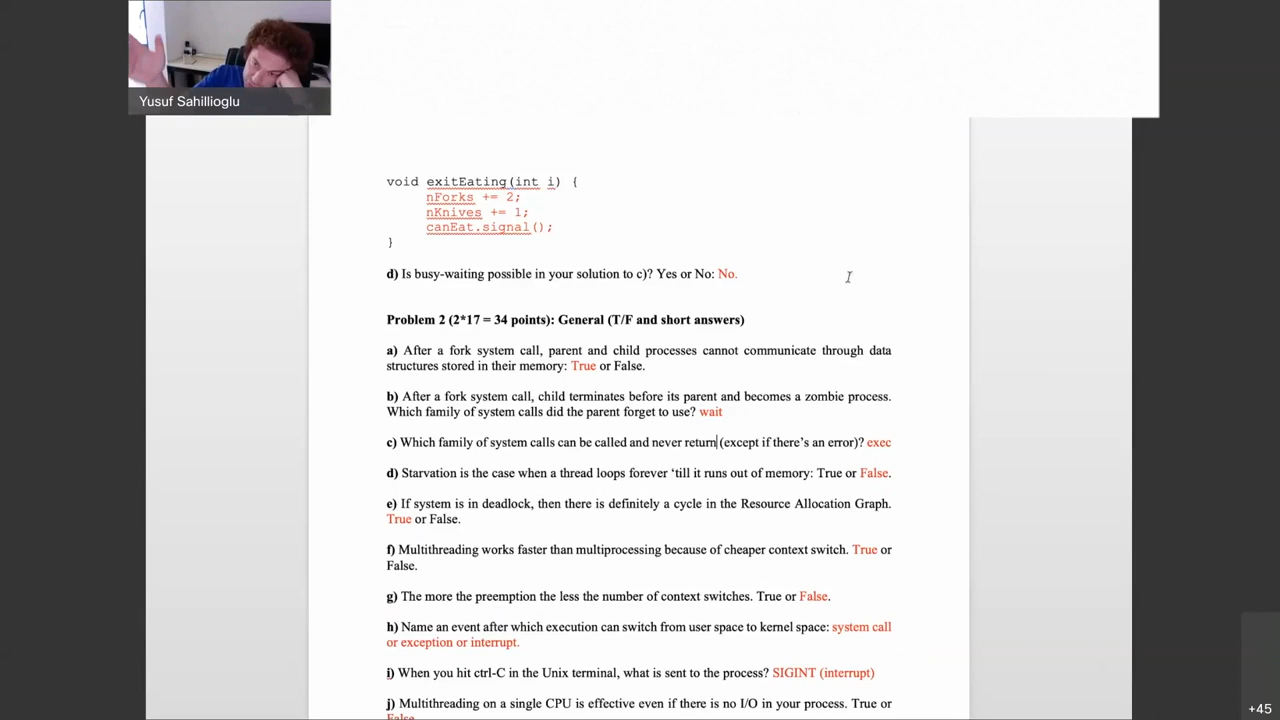 Yusuf Sahillioglu
void exitEating(int i) {
nForks += 2;
nKnives += 1;
canEat.signal();
}
d) Is busy-waiting possible in your solution to c)? Yes or No: No.
Problem 2 (2*17 = 34 points): General (T/F and short answers)
a) After a fork system call, parent and child processes cannot communicate through data
structures stored in their memory: True or False.
b) After a fork system call, child terminates before its parent and becomes a zombie process.
Which family of system calls did the parent forget to use? wait
c) Which family of system calls can be called and never return (except if there’s an error)? exec
d) Starvation is the case when a thread loops forever ‘till it runs out of memory: True or False.
e) If system is in deadlock, then there is definitely a cycle in the Resource Allocation Graph.
True or False.
f) Multithreading works faster than multiprocessing because of cheaper context switch. True or
False.
g) The more the preemption the less the number of context switches. True or False.
h) Name an event after which execution can switch from user space to kernel space: system call
or exception or interrupt.
i) When you hit ctrl-C in the Unix terminal, what is sent to the process? SIGINT (interrupt)
j) Multithreading on a single CPU is effective even if there is no I/O in your process. True or
False.
+45